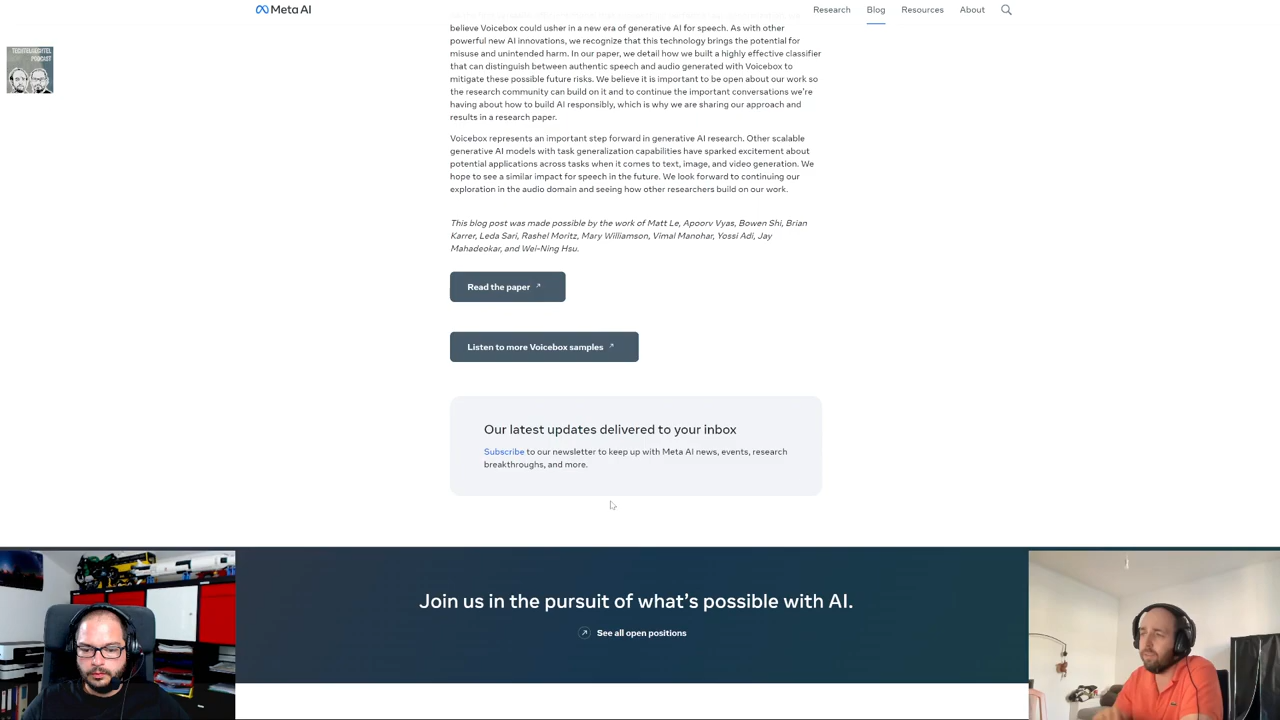 Meta AI
Research
Blog
Resources
About
TECHTELMECHTEL
PODCAST
believe Voicebox could usher in a new era of generative AI for speech. As with other
powerful new AI innovations, we recognize that this technology brings the potential for
misuse and unintended harm. In our paper, we detail how we built a highly effective classifier
that can distinguish between authentic speech and audio generated with Voicebox to
mitigate these possible future risks. We believe it is important to be open about our work so
the research community can build on it and to continue the important conversations we're
having about how to build AI responsibly, which is why we are sharing our approach and
results in a research paper.
Voicebox represents an important step forward in generative AI research. Other scalable
generative AI models with task generalization capabilities have sparked excitement about
potential applications across tasks when it comes to text, image, and video generation. We
hope to see a similar impact for speech in the future. We look forward to continuing our
exploration in the audio domain and seeing how other researchers build on our work.
This blog post was made possible by the work of Matt Le, Apoorv Vyas, Bowen Shi, Brian
Karrer, Leda Sari, Rashel Moritz, Mary Williamson, Vimal Manohar, Yossi Adi, Jay
Mahadeokar, and Wei-Ning Hsu.
Read the paper
Listen to more Voicebox samples
Our latest updates delivered to your inbox
Subscribe to our newsletter to keep up with Meta AI news, events, research
breakthroughs, and more.
Join us in the pursuit of what's possible with AI.
See all open positions